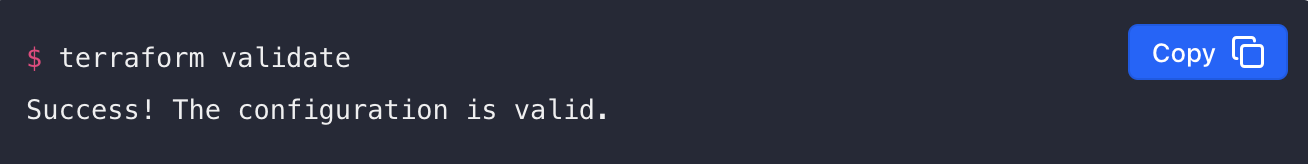 $ terraform validate
Copy
Success! The configuration is valid.